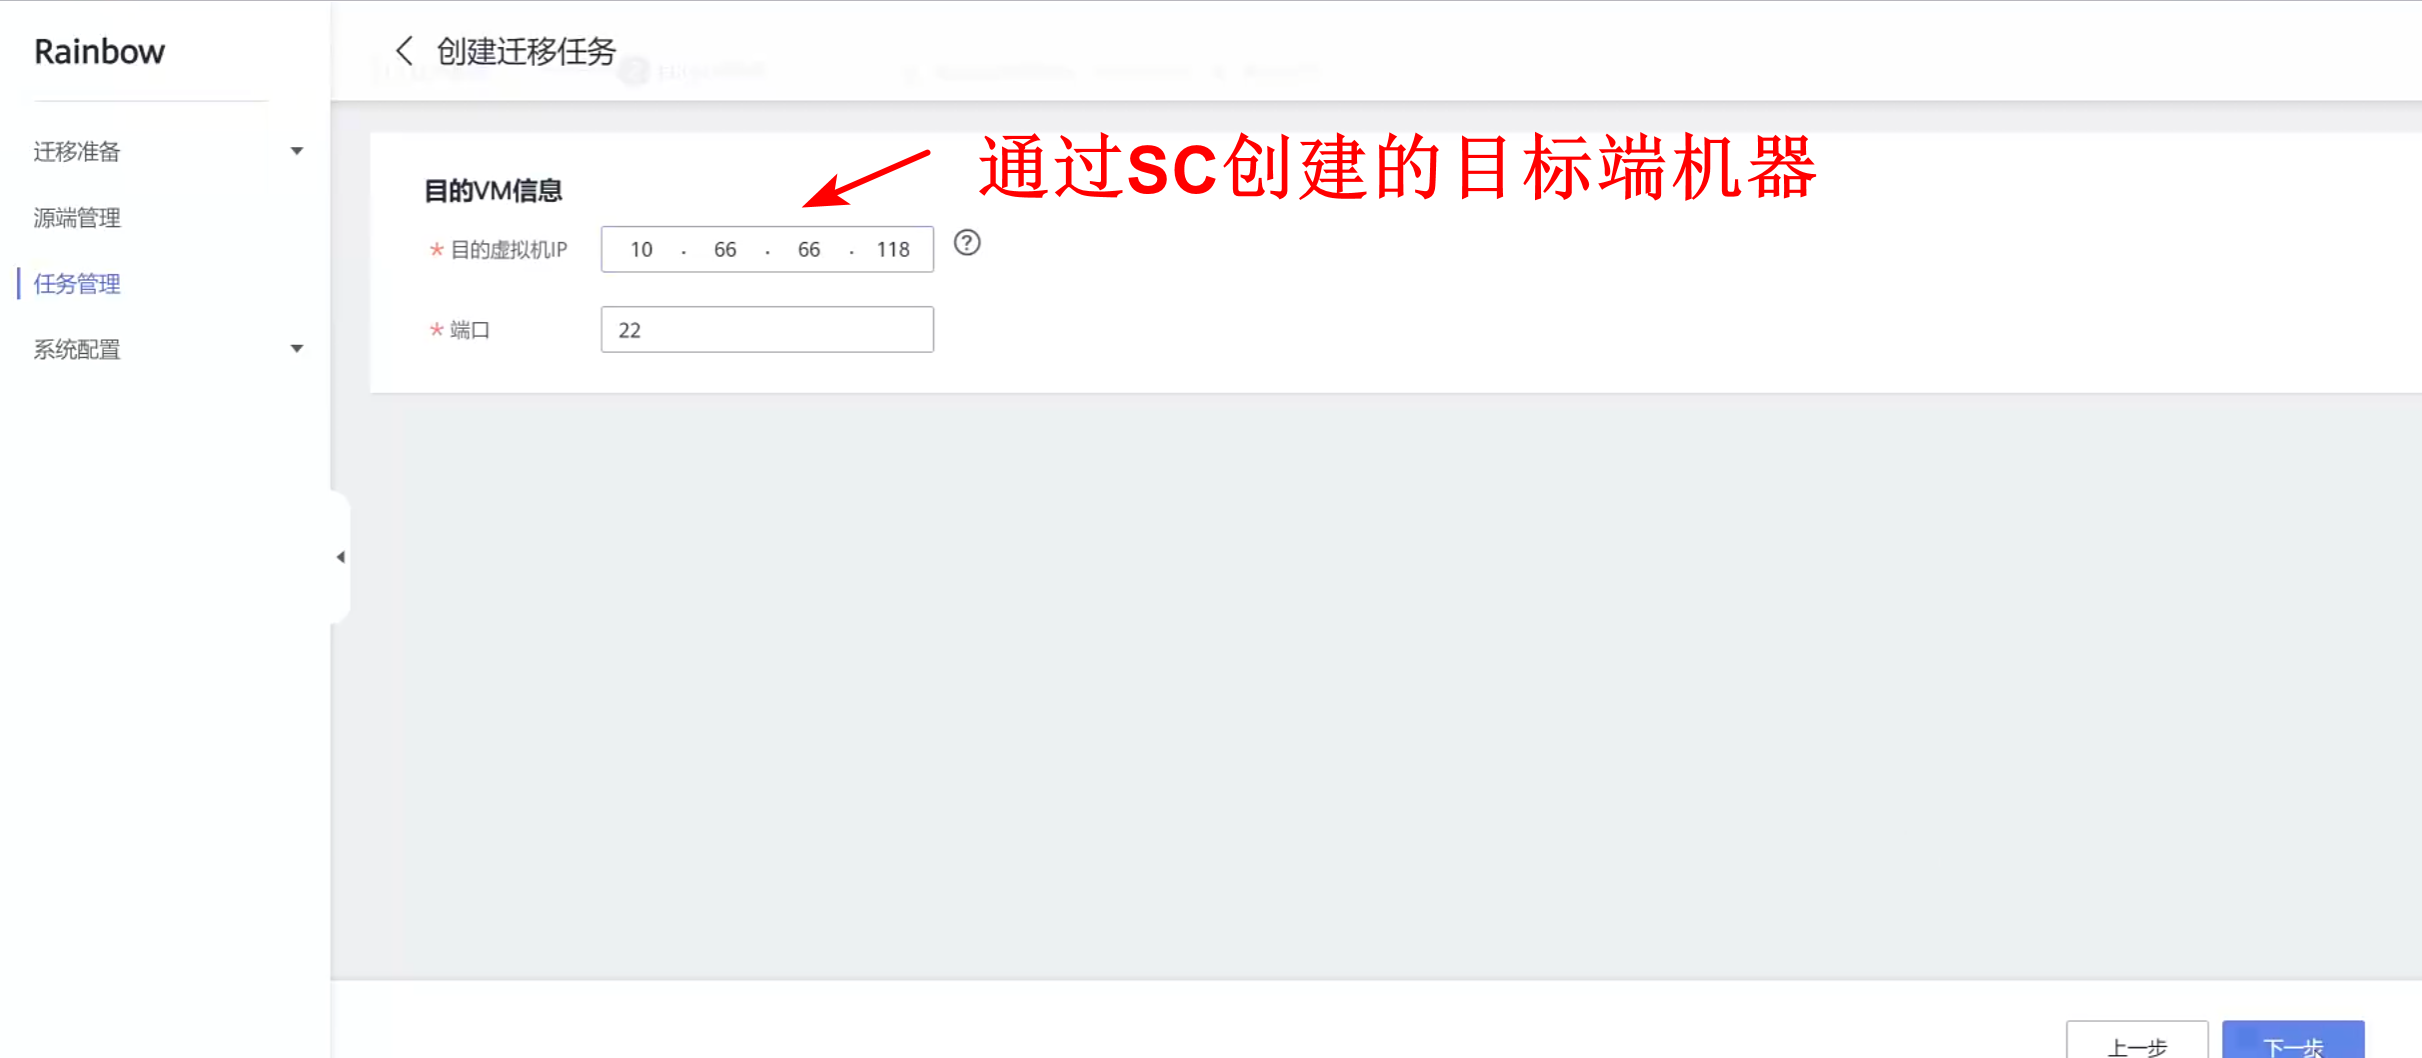 Rainbow
迁移准备
源端管理
任务管理
系统配置
创建迁移任务
通过SC创建的目标端机器
目的VM信息
* 目的虚拟机IP 10 . 66 . 66 . 118 ?
* 端口 22
上一步 下一步